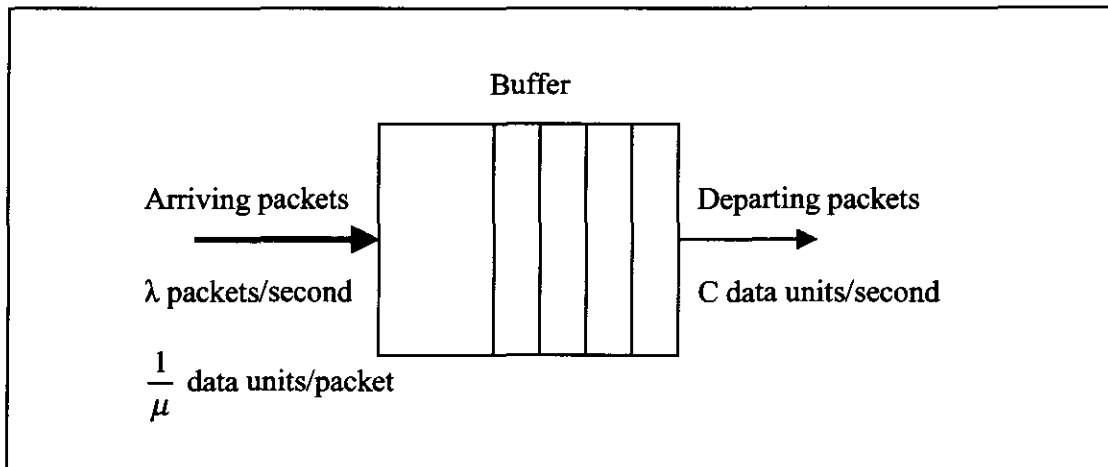 Buffer
Arriving packets
Departing packets
λ packets/second
C data units/second
1/μ data units/packet